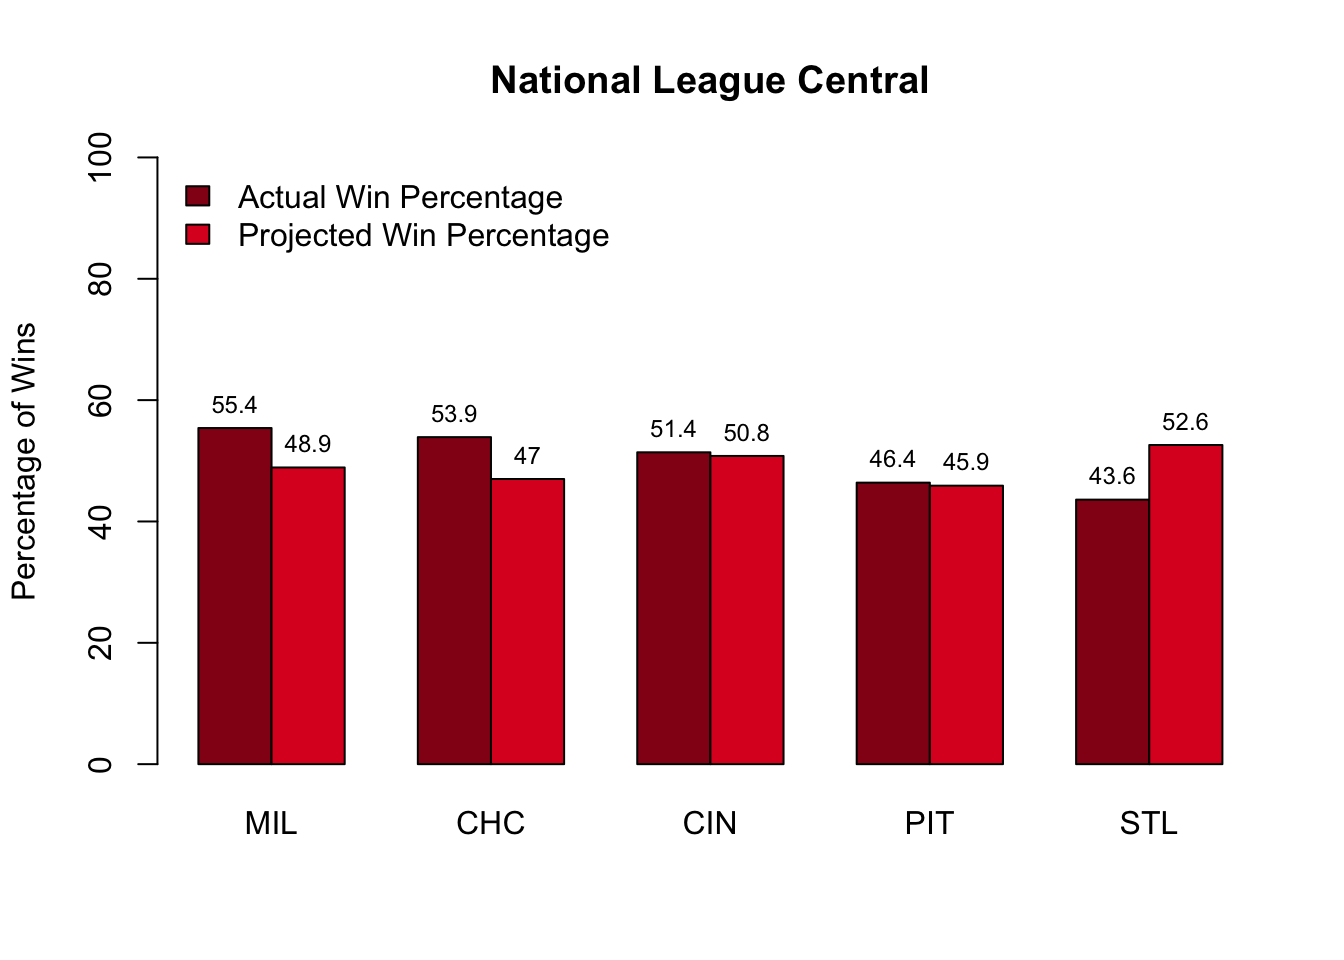 National League Central
Percentage of Wins
100
80
60
40
20
0
Actual Win Percentage
Projected Win Percentage
55.4
48.9
53.9
47
51.4
50.8
46.4
45.9
43.6
52.6
MIL
CHC
CIN
PIT
STL